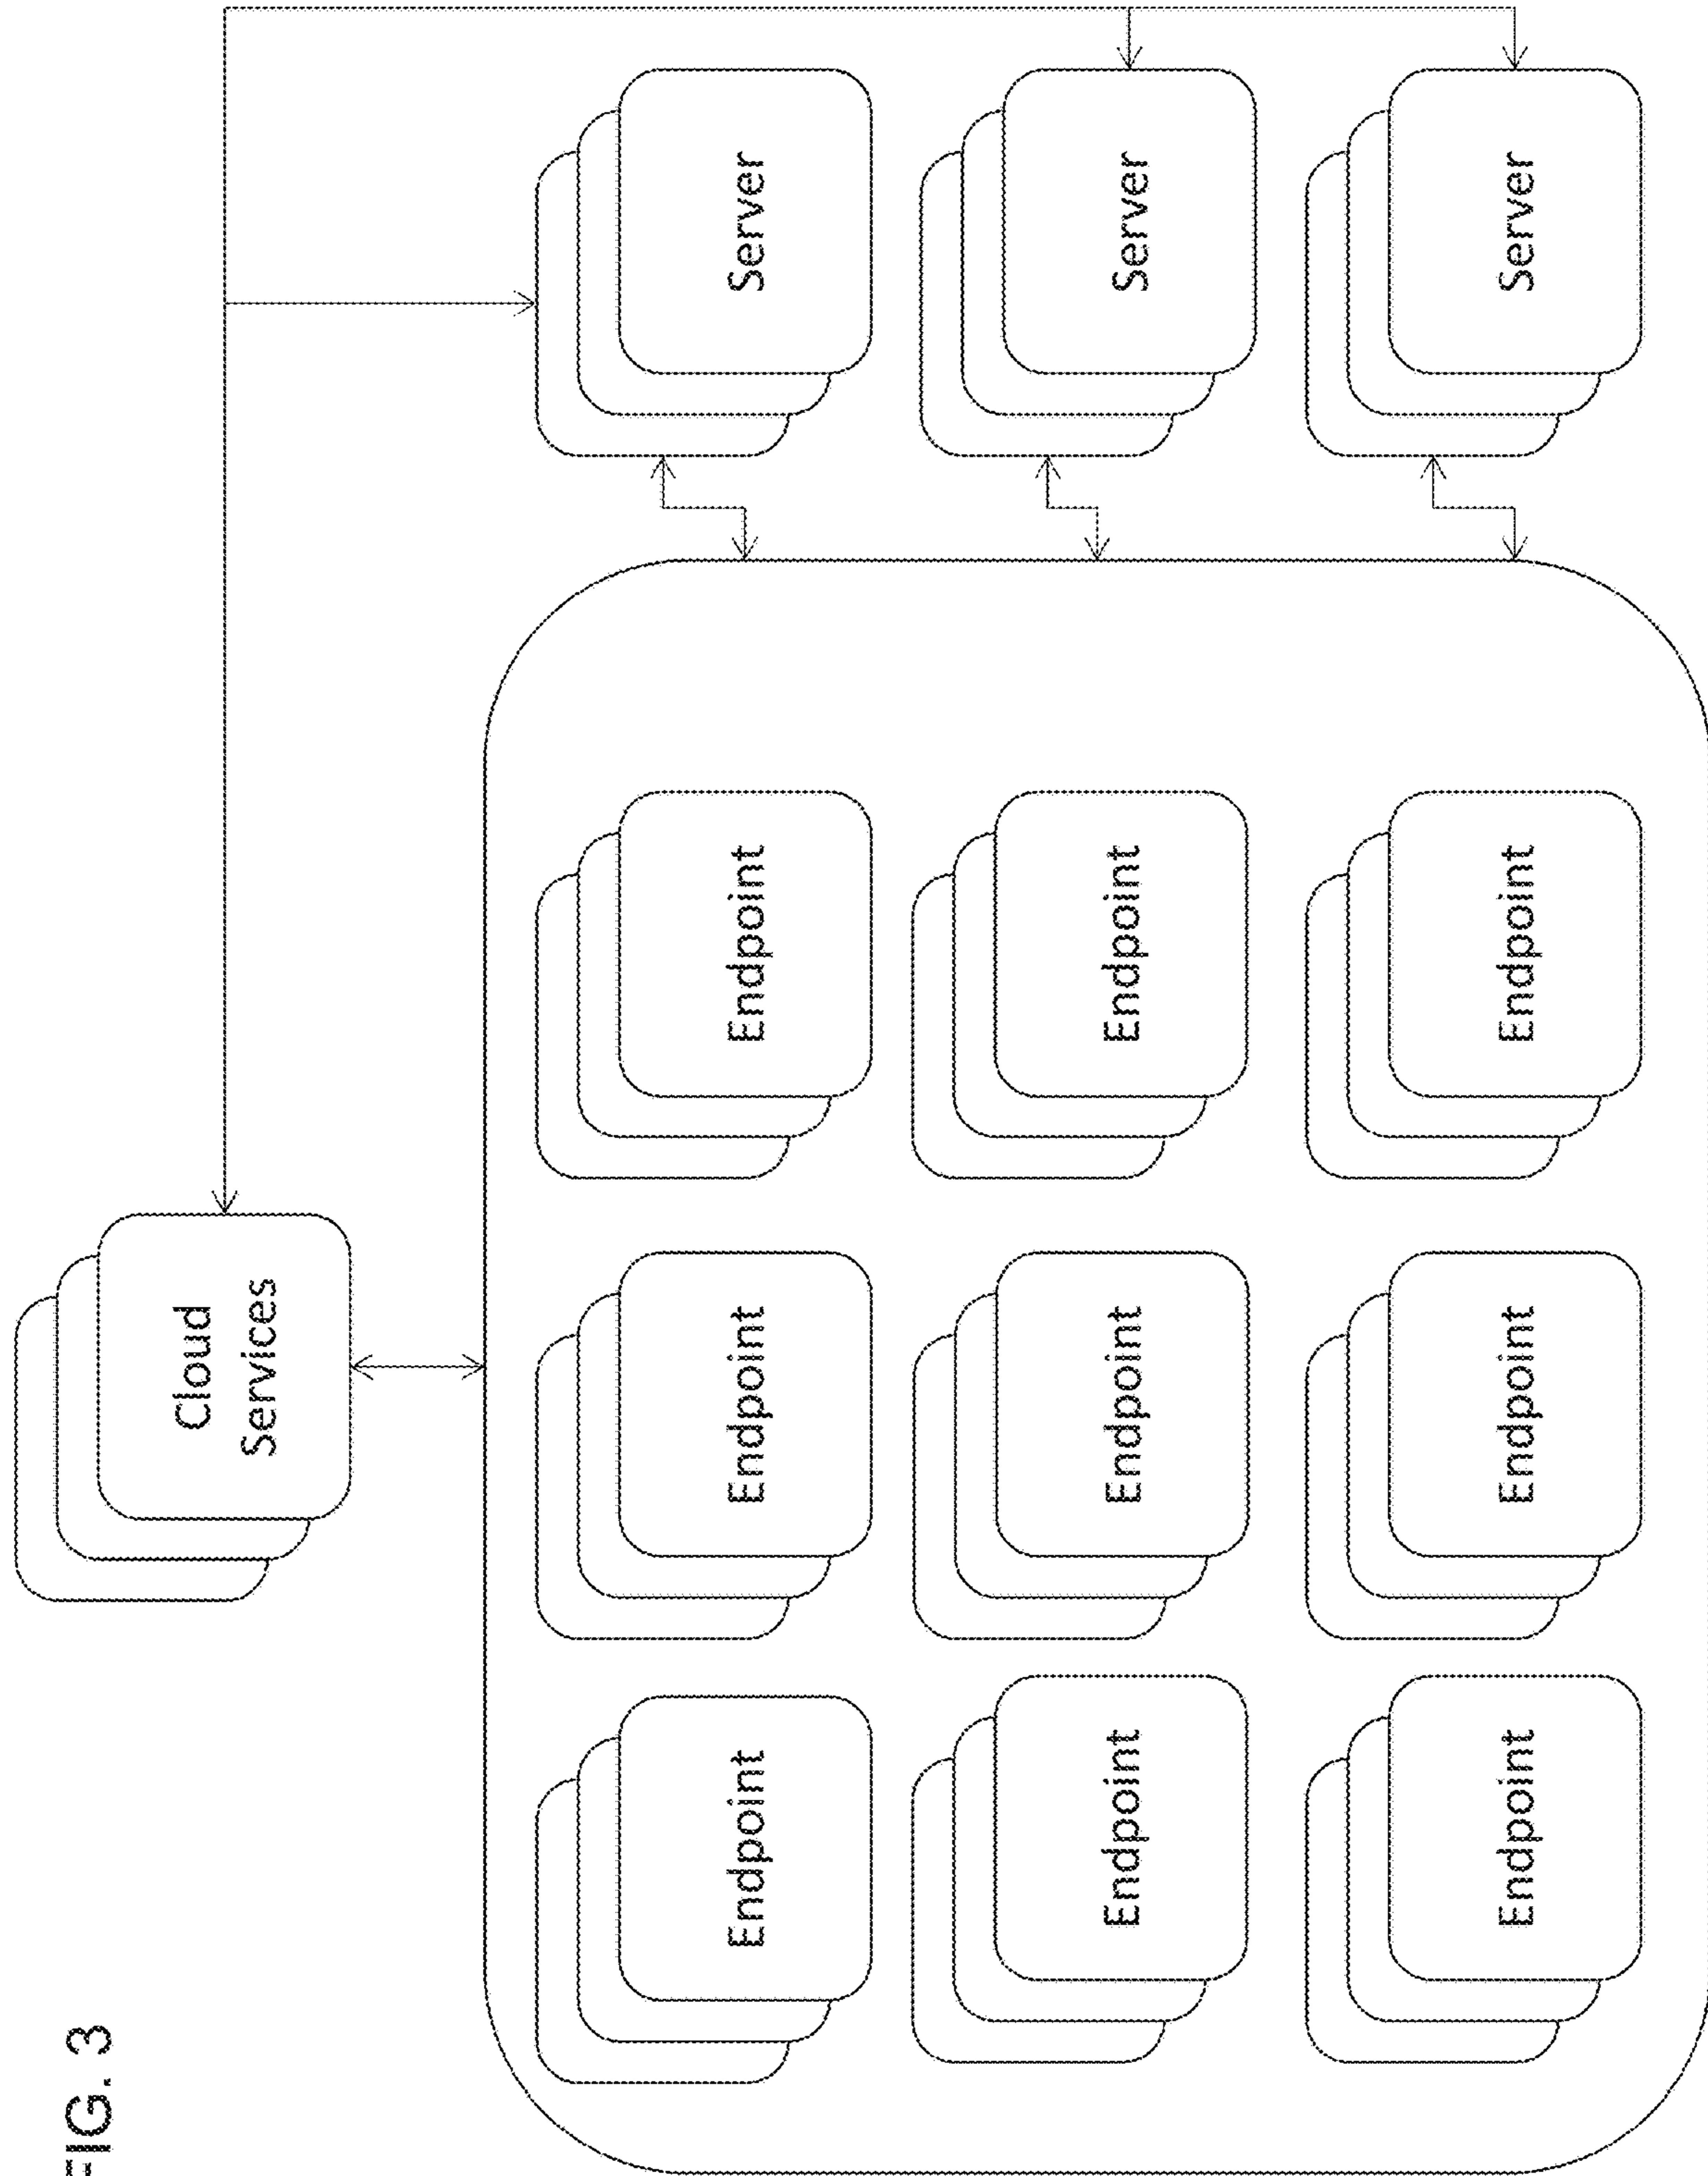 FIG. 3
Cloud
Services
Endpoint
Endpoint
Endpoint
Server
Endpoint
Endpoint
Endpoint
Server
Endpoint
Endpoint
Endpoint
Server